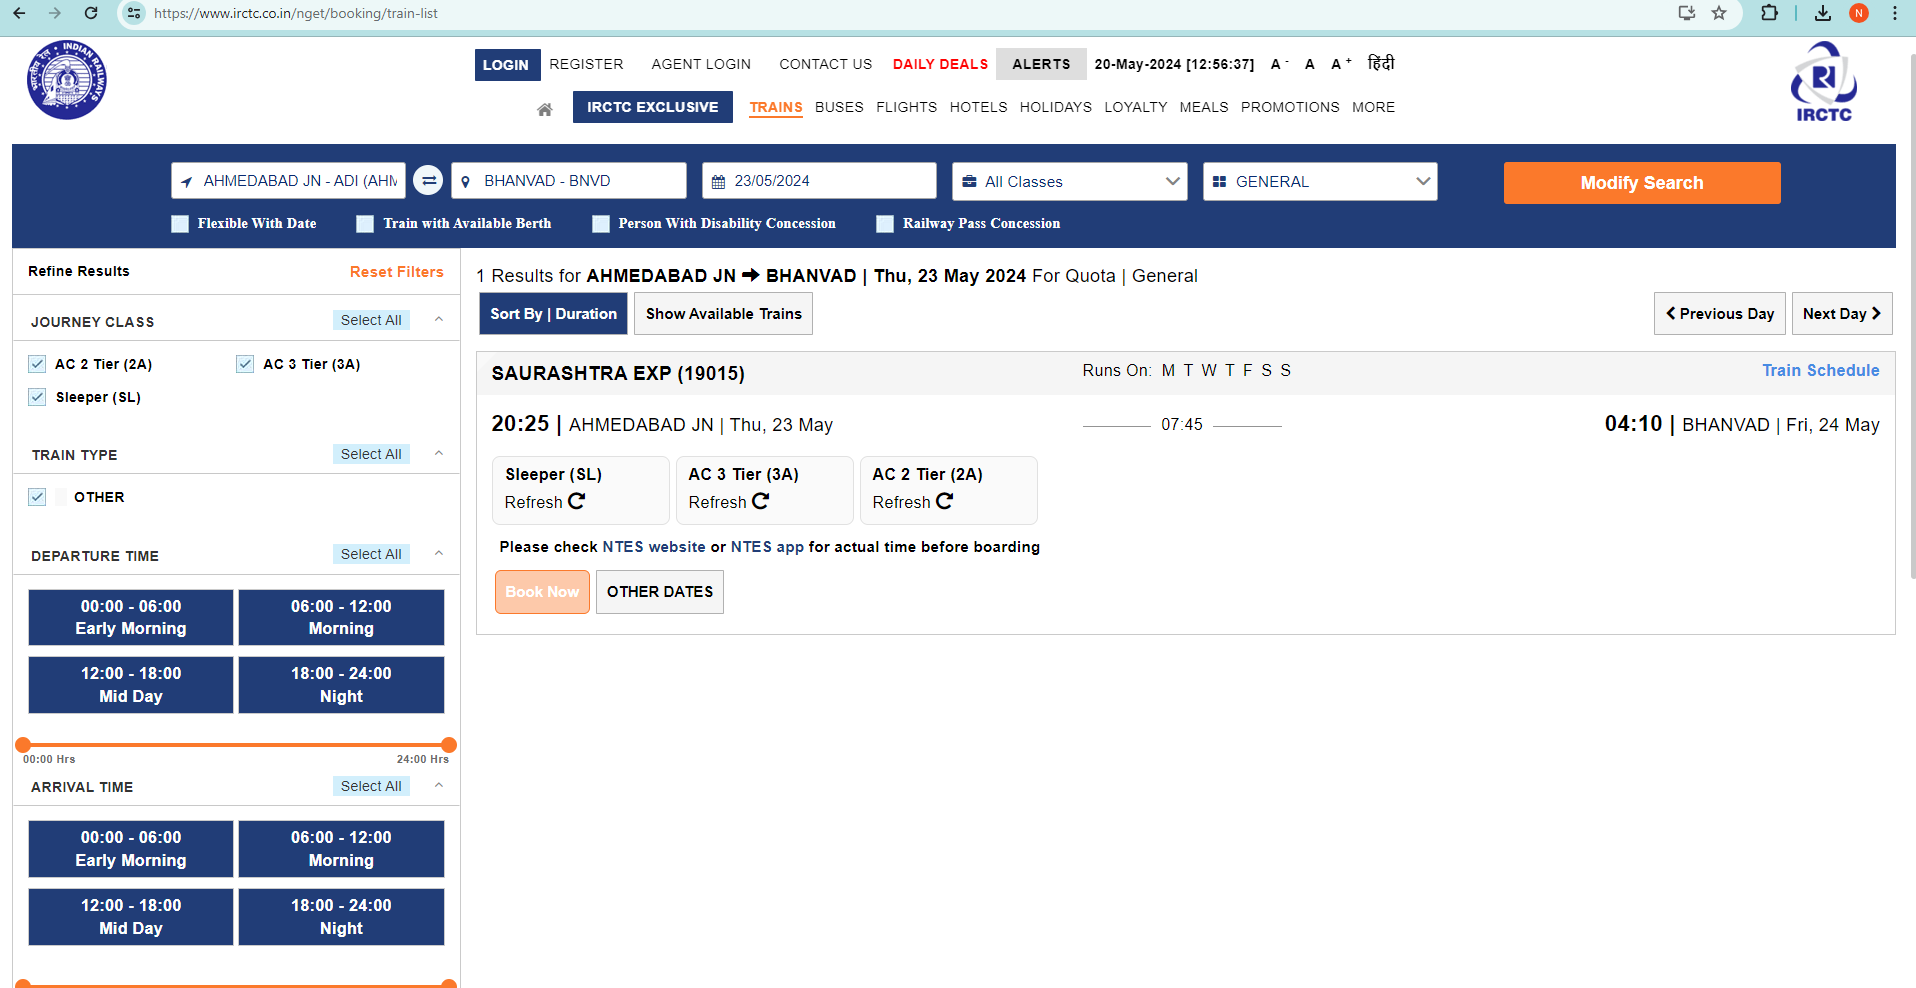 https://www.irctc.co.in/nget/booking/train-list
N
LOGIN REGISTER AGENT LOGIN CONTACT US DAILY DEALS ALERTS 20-May-2024 [12:56:37] A - A A + हिंदी
IRCTC EXCLUSIVE TRAINS BUSES FLIGHTS HOTELS HOLIDAYS LOYALTY MEALS PROMOTIONS MORE
INDIAN RAILWAYS
भारतीय रेल
IRCTC
AHMEDABAD JN - ADI (AHM BHANVAD - BNVD 23/05/2024 All Classes GENERAL Modify Search
Flexible With Date Train with Available Berth Person With Disability Concession Railway Pass Concession
Refine Results Reset Filters
JOURNEY CLASS Select All
AC 2 Tier (2A) AC 3 Tier (3A)
Sleeper (SL)
TRAIN TYPE Select All
OTHER
DEPARTURE TIME Select All
00:00 - 06:00
Early Morning
06:00 - 12:00
Morning
12:00 - 18:00
Mid Day
18:00 - 24:00
Night
00:00 Hrs 24:00 Hrs
ARRIVAL TIME Select All
00:00 - 06:00
Early Morning
06:00 - 12:00
Morning
12:00 - 18:00
Mid Day
18:00 - 24:00
Night
1 Results for AHMEDABAD JN ➔ BHANVAD | Thu, 23 May 2024 For Quota | General
Sort By | Duration Show Available Trains Previous Day Next Day
SAURASHTRA EXP (19015) Runs On: M T W T F S S Train Schedule
20:25 | AHMEDABAD JN | Thu, 23 May 07:45 04:10 | BHANVAD | Fri, 24 May
Sleeper (SL)
Refresh
AC 3 Tier (3A)
Refresh
AC 2 Tier (2A)
Refresh
Please check NTES website or NTES app for actual time before boarding
Book Now OTHER DATES